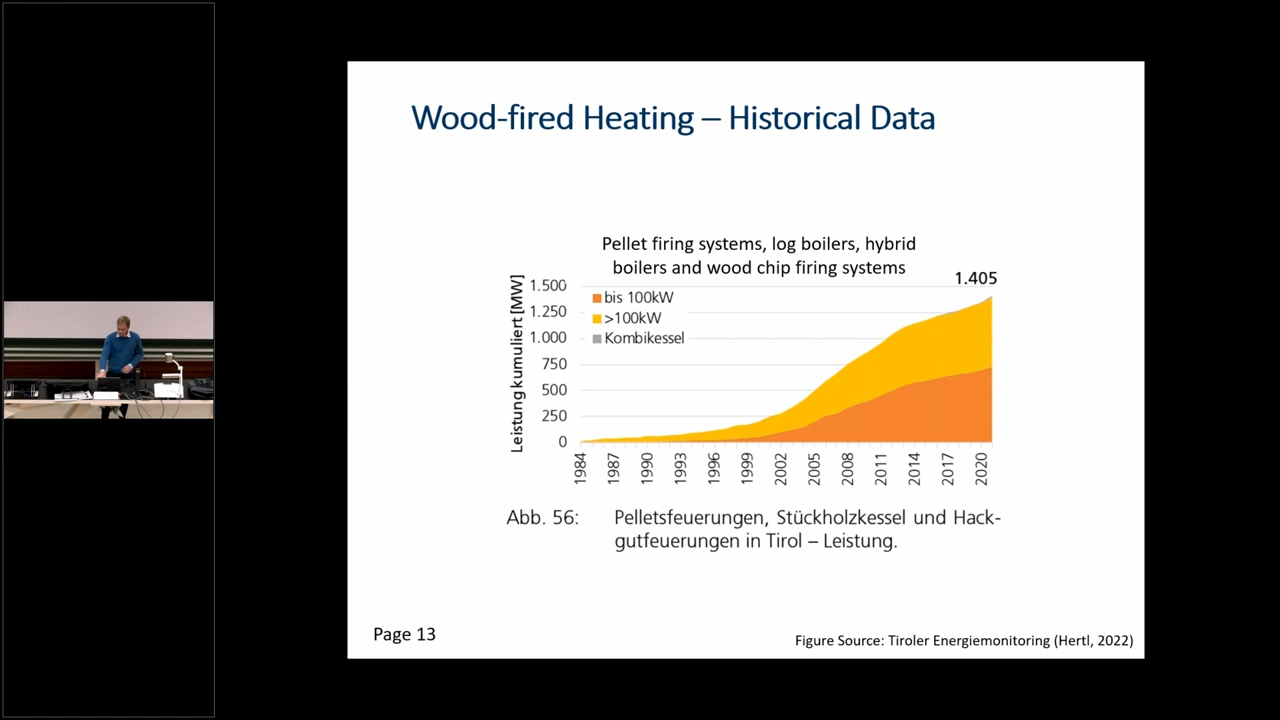 Wood-fired Heating – Historical Data
Pellet firing systems, log boilers, hybrid
boilers and wood chip firing systems
1.405
Leistung kumuliert [MW]
1.500
1.250
1.000
750
500
250
0
bis 100kW
>100kW
Kombikessel
1984
1987
1990
1993
1996
1999
2002
2005
2008
2011
2014
2017
2020
Abb. 56: Pelletsfeuerungen, Stückholzkessel und Hack-
gutfeuerungen in Tirol – Leistung.
Page 13
Figure Source: Tiroler Energiemonitoring (Hertl, 2022)